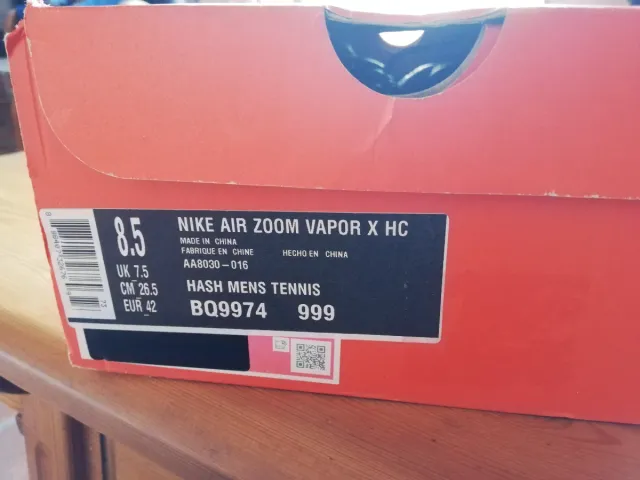 8.5
UK 7.5
CM 26.5
EUR 42
NIKE AIR ZOOM VAPOR X HC
MADE IN CHINA
FABRIQUE EN CHINE HECHO EN CHINA
AA8030-016
HASH MENS TENNIS
BQ9974 999